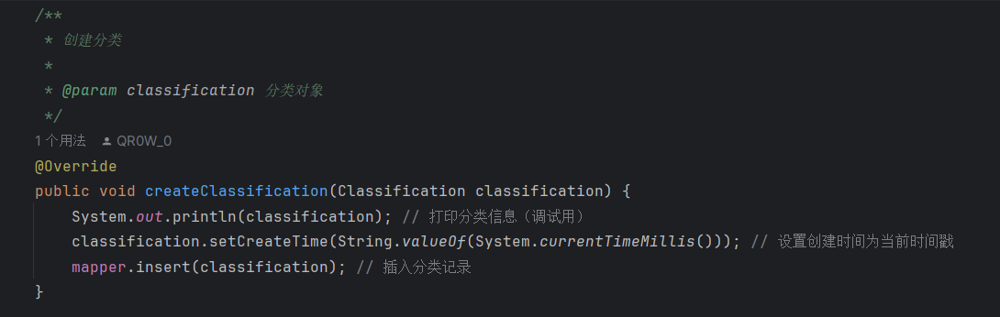 /**
 * 创建分类
 *
 * @param classification 分类对象
 */
1 个用法 QR0W_0
@Override
public void createClassification(Classification classification) {
    System.out.println(classification); // 打印分类信息（调试用）
    classification.setCreateTime(String.valueOf(System.currentTimeMillis())); // 设置创建时间为当前时间戳
    mapper.insert(classification); // 插入分类记录
}